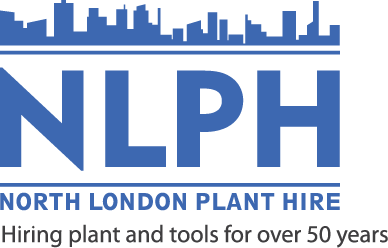 NLPH
NORTH LONDON PLANT HIRE
Hiring plant and tools for over 50 years